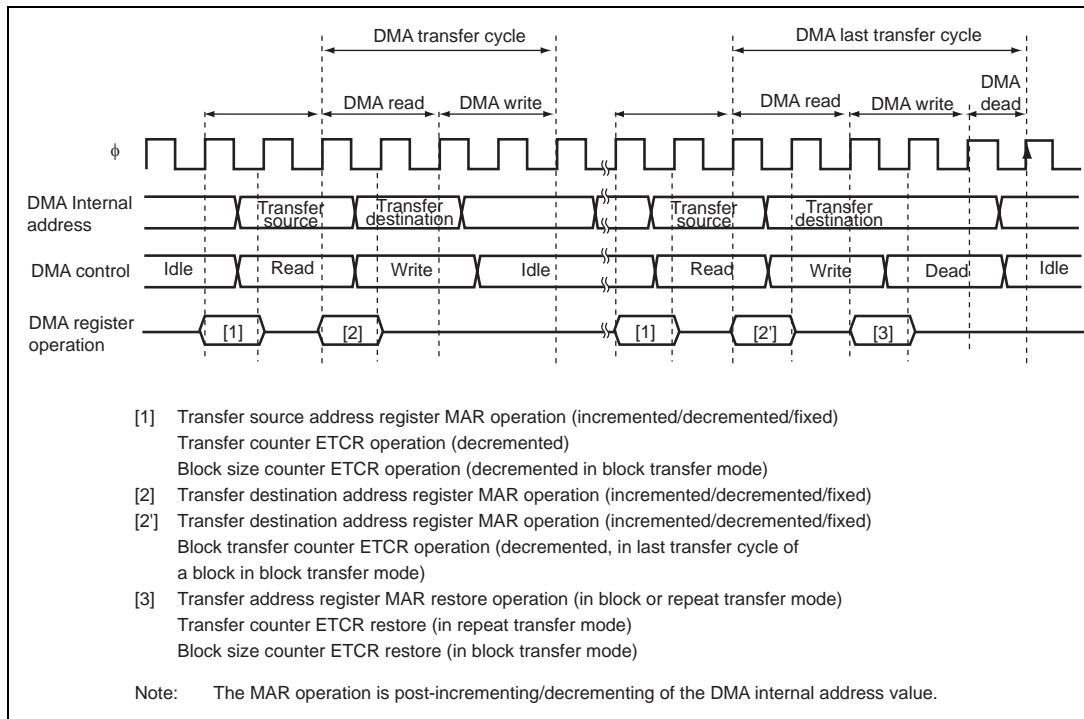 DMA transfer cycle
DMA last transfer cycle
DMA read
DMA write
DMA read
DMA write
DMA
dead
ϕ
DMA Internal
address
Transfer
source
Transfer
destination
Transfer
source
Transfer
destination
DMA control
Idle
Read
Write
Idle
Read
Write
Dead
Idle
DMA register
operation
[1]
[2]
[1]
[2']
[3]
[1] Transfer source address register MAR operation (incremented/decremented/fixed)
Transfer counter ETCR operation (decremented)
Block size counter ETCR operation (decremented in block transfer mode)
[2] Transfer destination address register MAR operation (incremented/decremented/fixed)
[2'] Transfer destination address register MAR operation (incremented/decremented/fixed)
Block transfer counter ETCR operation (decremented, in last transfer cycle of
a block in block transfer mode)
[3] Transfer address register MAR restore operation (in block or repeat transfer mode)
Transfer counter ETCR restore (in repeat transfer mode)
Block size counter ETCR restore (in block transfer mode)
Note: The MAR operation is post-incrementing/decrementing of the DMA internal address value.